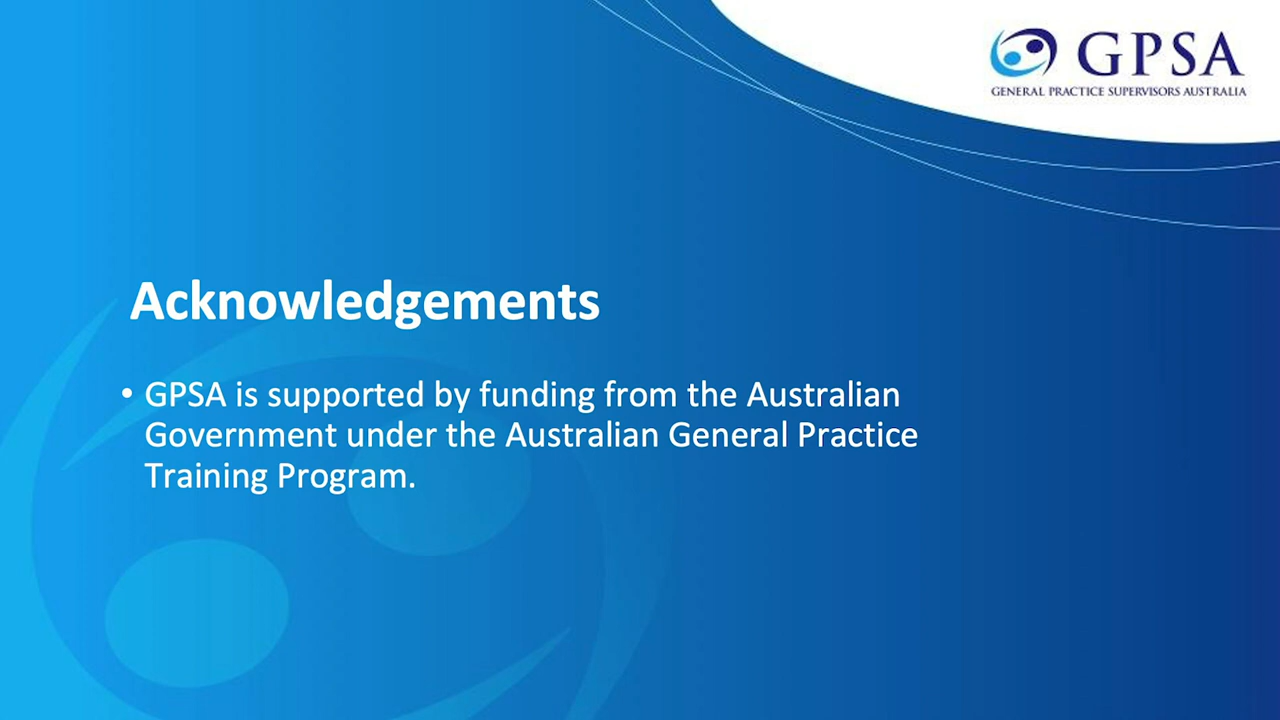 GPSA
GENERAL PRACTICE SUPERVISORS AUSTRALIA
Acknowledgements
• GPSA is supported by funding from the Australian
Government under the Australian General Practice
Training Program.